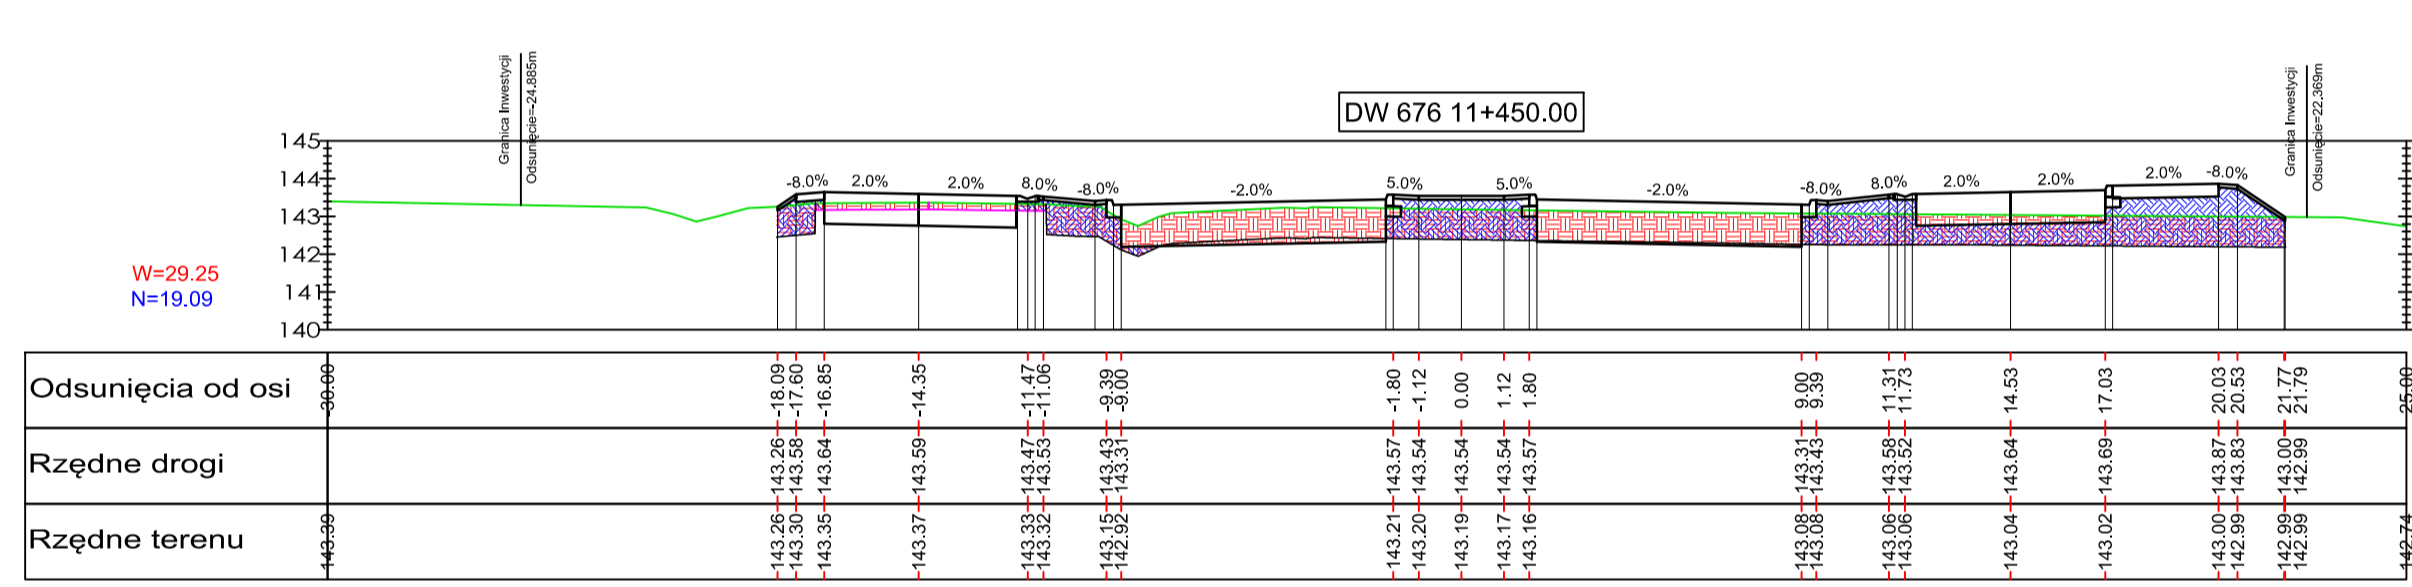 DW 676 11+450.00
Granica Inwestycji
Odsunięcie=-24.885m
Granica Inwestycji
Odsunięcie=22.369m
145
144
143
142
141
140
-8.0% 2.0% 2.0% 8.0% -8.0% -2.0% 5.0% 5.0% -2.0% -8.0% 8.0% 2.0% 2.0% 2.0% -8.0%
W=29.25
N=19.09
Odsunięcia od osi -30.00 -18.09 -17.60 -16.85 -14.35 -11.47 -11.06 -9.39 -9.00 -1.80 -1.12 0.00 1.12 1.80 9.00 9.39 11.31 11.73 14.53 17.03 20.03 20.53 21.77 21.79 25.00
Rzędne drogi 143.26 143.58 143.64 143.59 143.47 143.53 143.43 143.31 143.57 143.54 143.54 143.54 143.57 143.31 143.43 143.58 143.52 143.64 143.69 143.87 143.83 143.00 142.99
Rzędne terenu 143.39 143.26 143.30 143.35 143.37 143.33 143.32 143.15 142.92 143.21 143.20 143.19 143.17 143.16 143.08 143.08 143.06 143.06 143.04 143.02 143.00 142.99 142.99 142.99 142.74